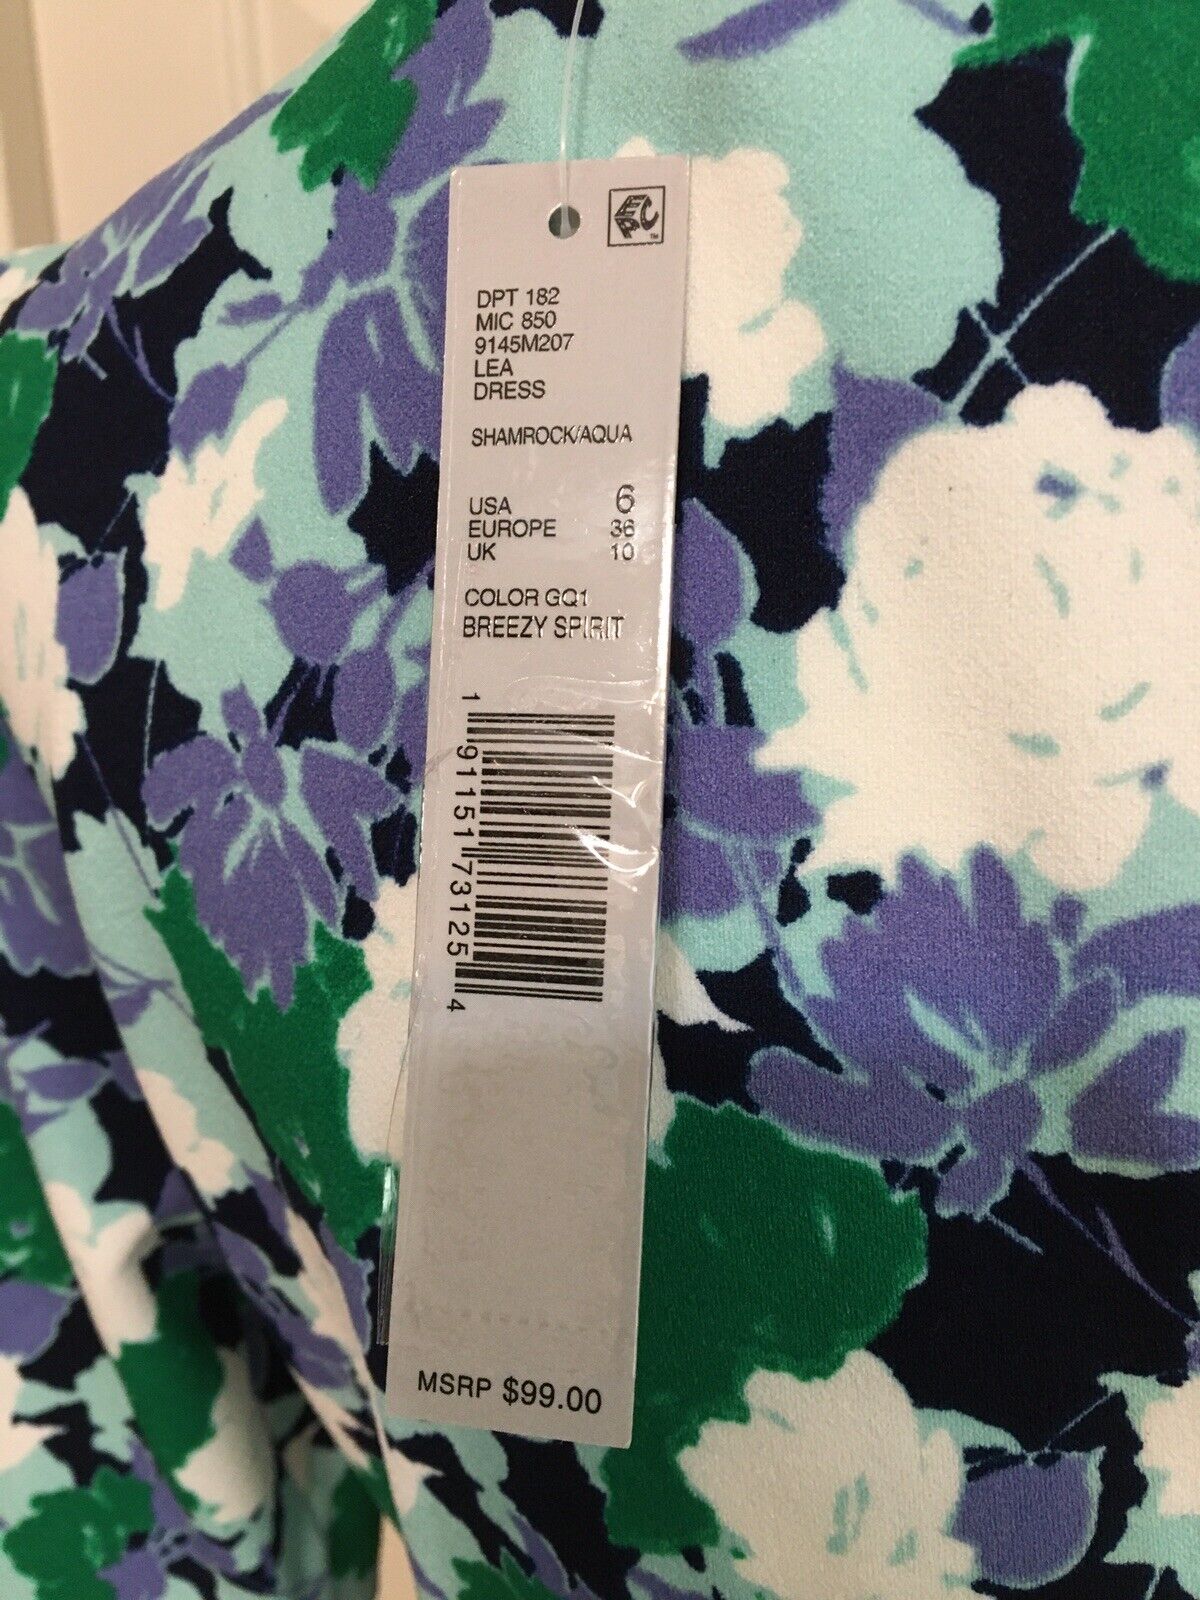 DPT 182
MIC 850
9145M207
LEA
DRESS
SHAMROCK/AQUA
USA 6
EUROPE 36
UK 10
COLOR GQ1
BREEZY SPIRIT
1 91151 73125 4
MSRP $99.00